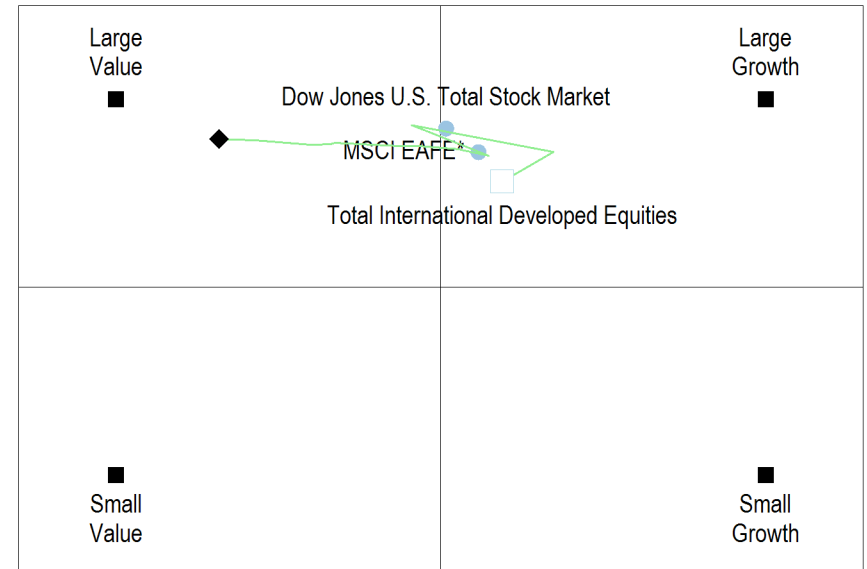 Large
Value
Large
Growth
Dow Jones U.S. Total Stock Market
MSCI EAFE*
Total International Developed Equities
Small
Value
Small
Growth